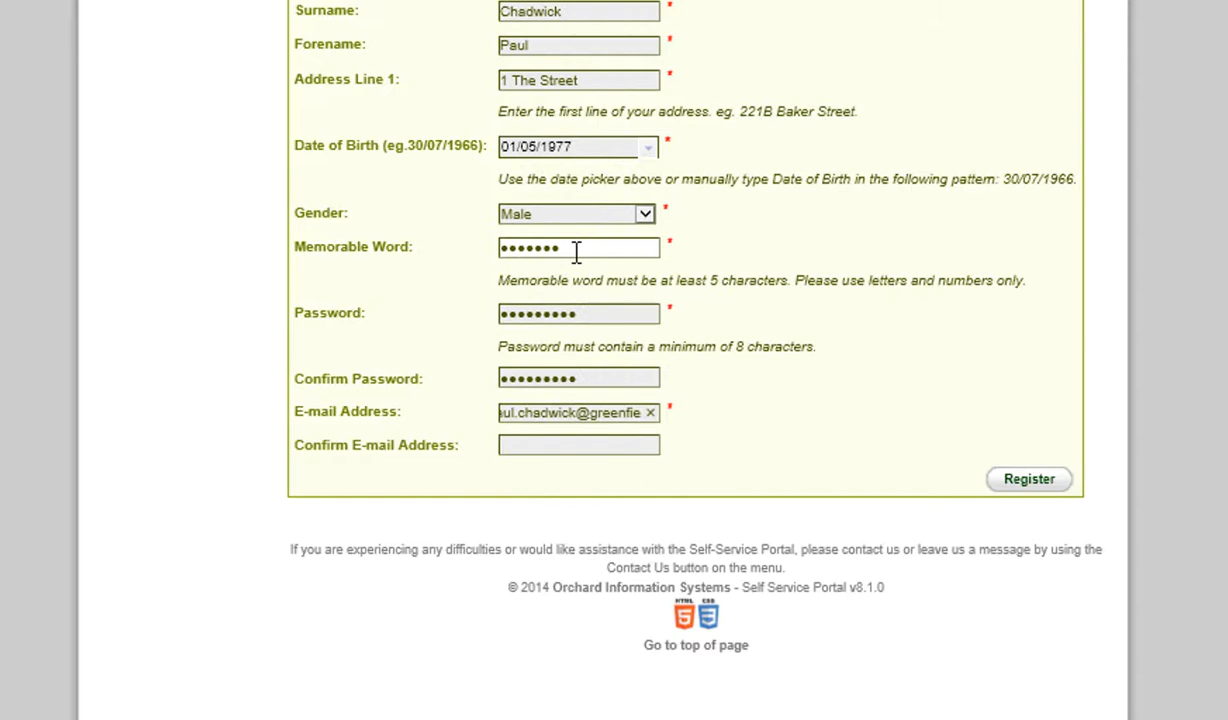 Surname: Chadwick *
Forename: Paul *
Address Line 1: 1 The Street *
Enter the first line of your address. eg. 221B Baker Street.
Date of Birth (eg.30/07/1966): 01/05/1977 *
Use the date picker above or manually type Date of Birth in the following pattern: 30/07/1966.
Gender: Male *
Memorable Word: ••••••• *
Memorable word must be at least 5 characters. Please use letters and numbers only.
Password: ••••••••• *
Password must contain a minimum of 8 characters.
Confirm Password: •••••••••
E-mail Address: ul.chadwick@greenfie × *
Confirm E-mail Address:
Register
If you are experiencing any difficulties or would like assistance with the Self-Service Portal, please contact us or leave us a message by using the
Contact Us button on the menu.
© 2014 Orchard Information Systems - Self Service Portal v8.1.0
HTML CSS
5 3
Go to top of page